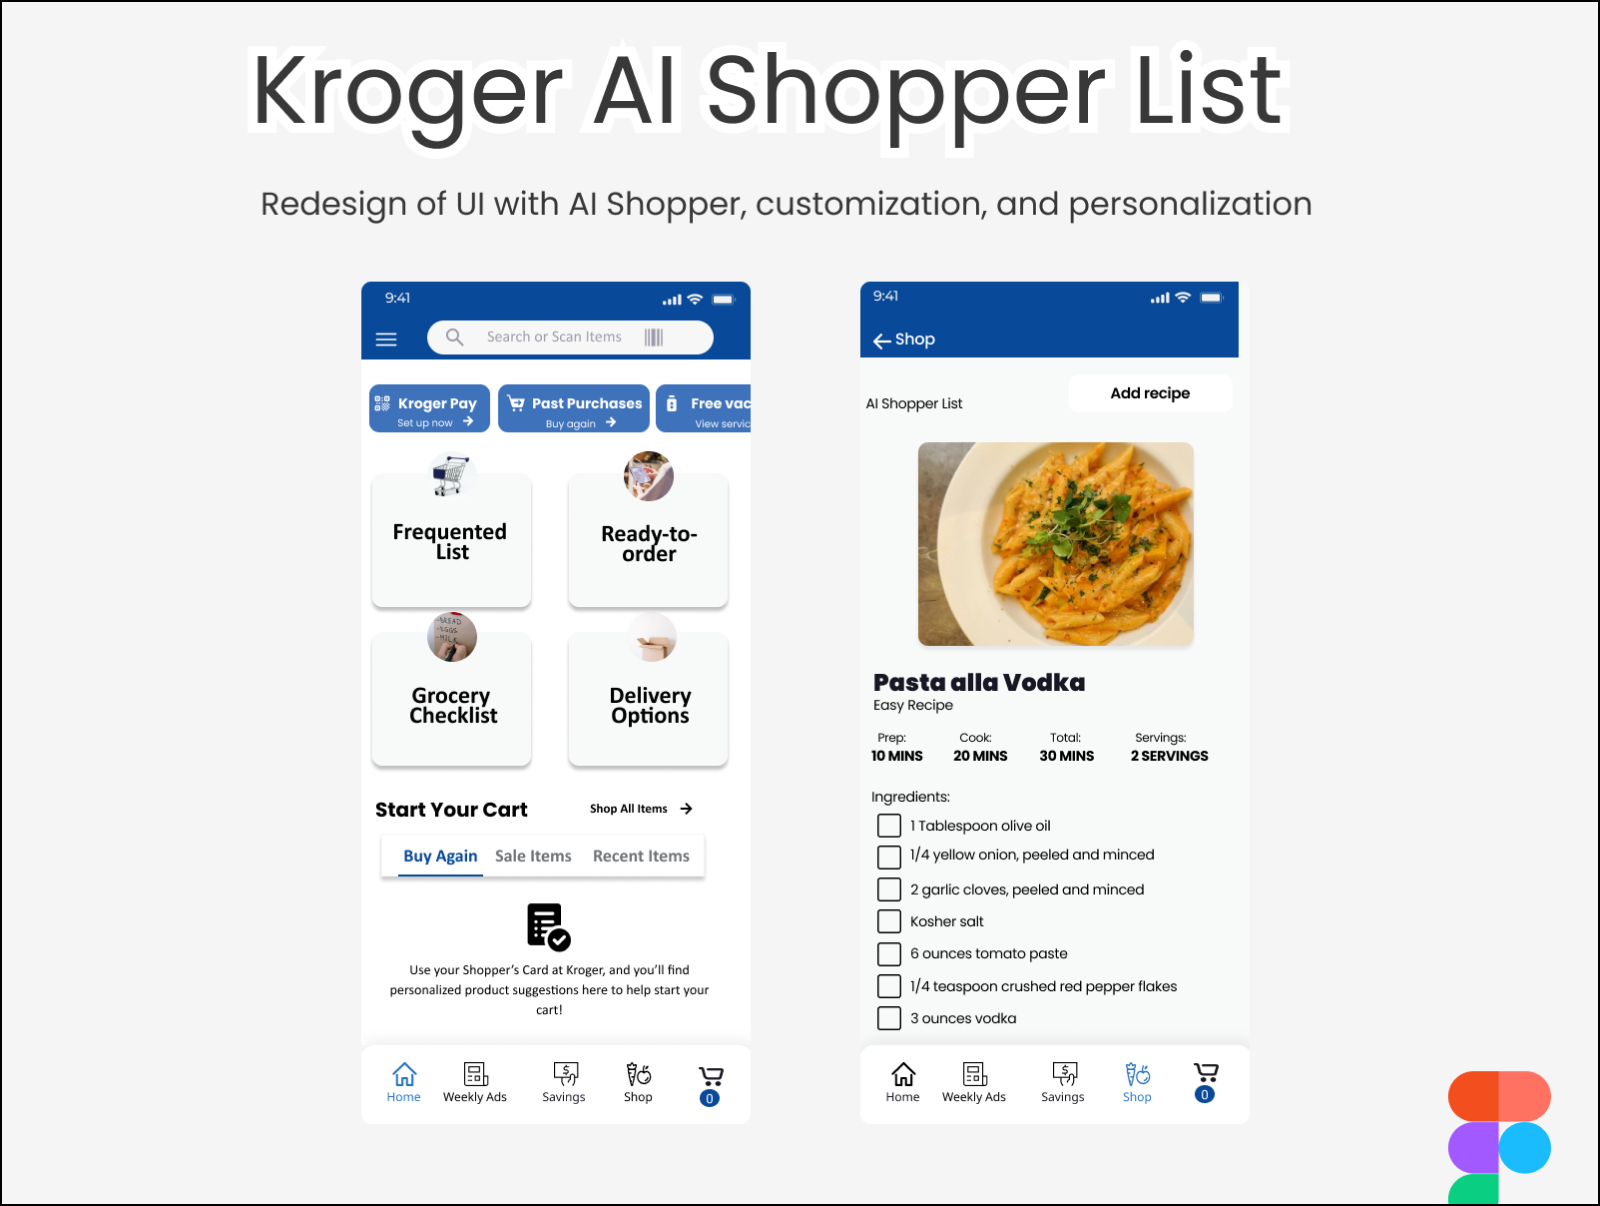 Kroger AI Shopper List
Redesign of UI with AI Shopper, customization, and personalization
9:41
Search or Scan Items
Kroger Pay
Set up now
Past Purchases
Buy again
Free vac
View servic
Frequented
List
Ready-to-
order
-BREAD
-EGGS
-MILK
Grocery
Checklist
Delivery
Options
Start Your Cart
Shop All Items
Buy Again
Sale Items
Recent Items
Use your Shopper's Card at Kroger, and you'll find
personalized product suggestions here to help start your
cart!
Home
Weekly Ads
Savings
Shop
0
9:41
Shop
AI Shopper List
Add recipe
Pasta alla Vodka
Easy Recipe
Prep:
10 MINS
Cook:
20 MINS
Total:
30 MINS
Servings:
2 SERVINGS
Ingredients:
1 Tablespoon olive oil
1/4 yellow onion, peeled and minced
2 garlic cloves, peeled and minced
Kosher salt
6 ounces tomato paste
1/4 teaspoon crushed red pepper flakes
3 ounces vodka
Home
Weekly Ads
Savings
Shop
0